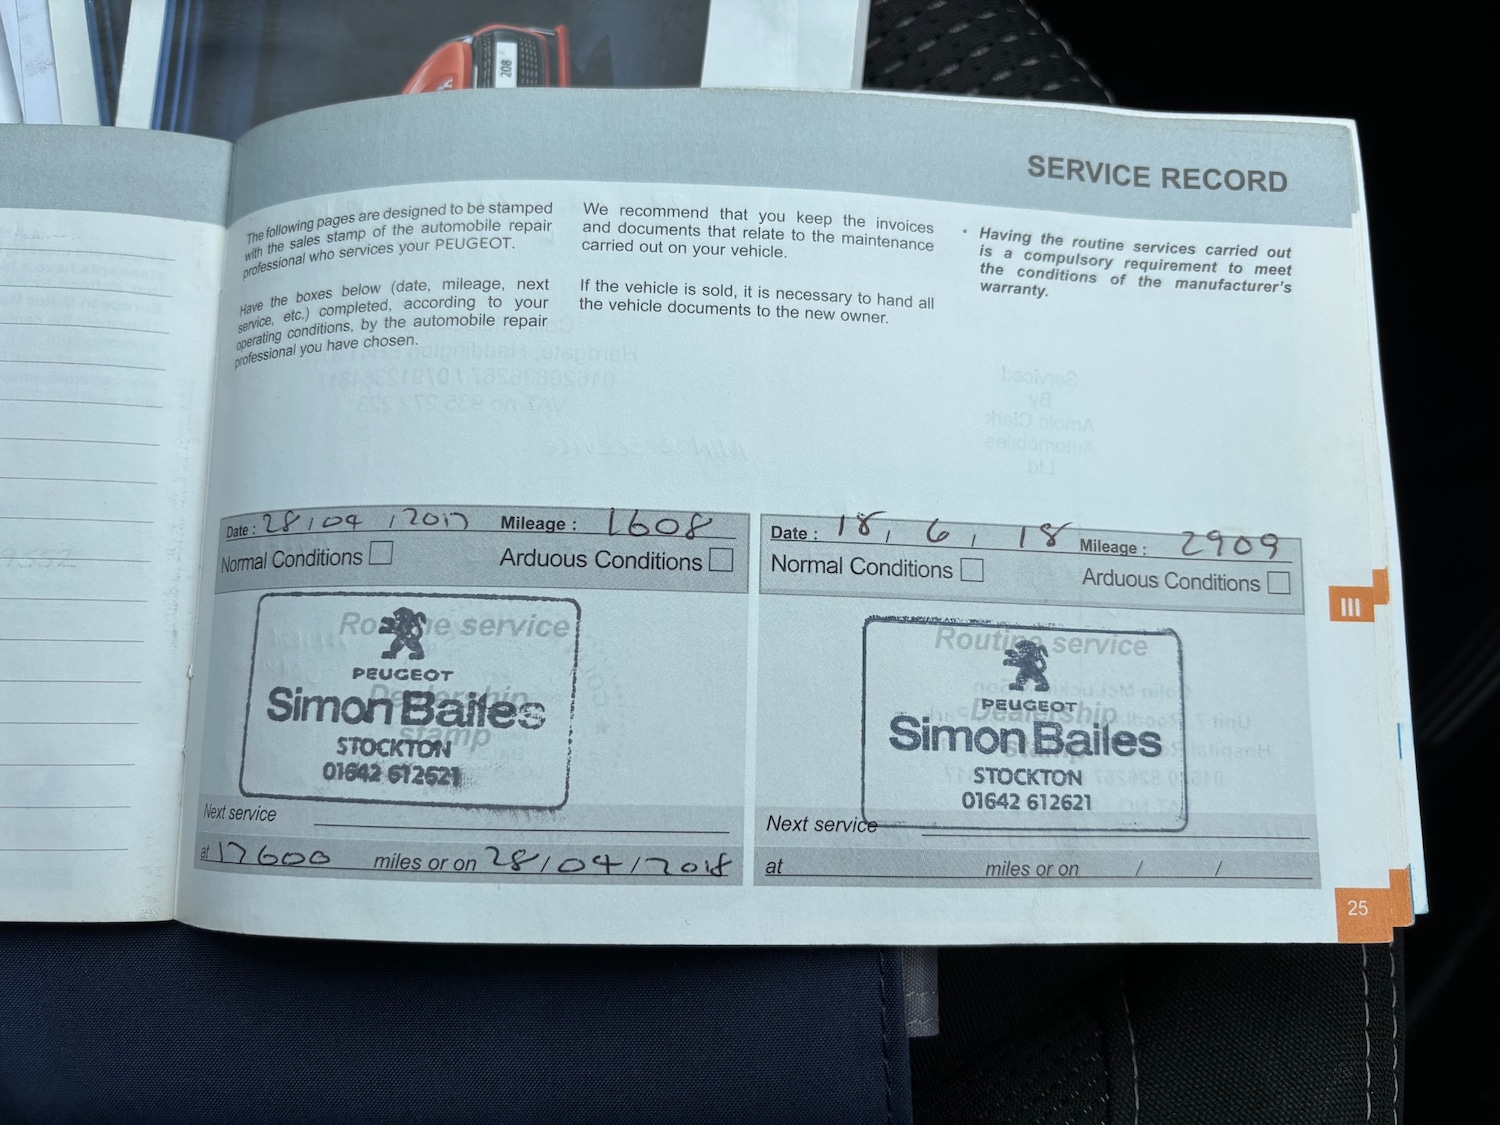 208
SERVICE RECORD
The following pages are designed to be stamped
with the sales stamp of the automobile repair
professional who services your PEUGEOT.
Have the boxes below (date, mileage, next
service, etc.) completed, according to your
operating conditions, by the automobile repair
professional you have chosen.
We recommend that you keep the invoices
and documents that relate to the maintenance
carried out on your vehicle.
If the vehicle is sold, it is necessary to hand all
the vehicle documents to the new owner.
• Having the routine services carried out
is a compulsory requirement to meet
the conditions of the manufacturer's
warranty.
Date : 28/04/2017 Mileage : 1608
Normal Conditions Arduous Conditions
Routine service
Dealership
stamp
PEUGEOT
Simon Bailes
STOCKTON
01642 612621
Next service
at 17600 miles or on 28/04/2018
Date : 18, 6, 18 Mileage : 2909
Normal Conditions Arduous Conditions
Routine service
Dealership
stamp
PEUGEOT
Simon Bailes
STOCKTON
01642 612621
Next service
at miles or on / /
III
25